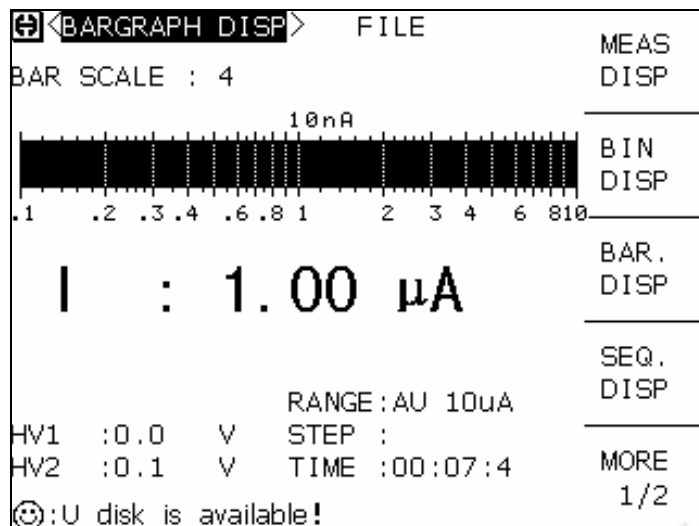 <BARGRAPH DISP> FILE
BAR SCALE : 4
10nA
.1 .2 .3 .4 .6 .8 1 2 3 4 6 810
I : 1.00 µA
RANGE:AU 10uA
HV1 :0.0 V STEP :
HV2 :0.1 V TIME :00:07:4
:U disk is available!
MEAS
DISP
BIN
DISP
BAR.
DISP
SEQ.
DISP
MORE
1/2